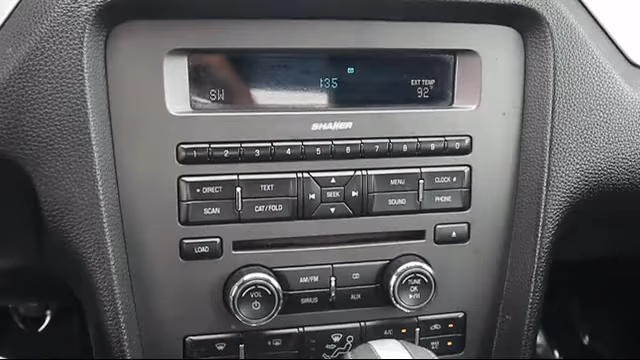 1:35
EXT TEMP
SW 92°
SHAKER
1 2 3 4 5 6 7 8 9 0
DIRECT TEXT MENU CLOCK
SEEK
SCAN CAT/FOLD SOUND PHONE
LOAD
AM/FM CD
VOL TUNE
OK
SIRIUS AUX
A/C
MAX
A/C